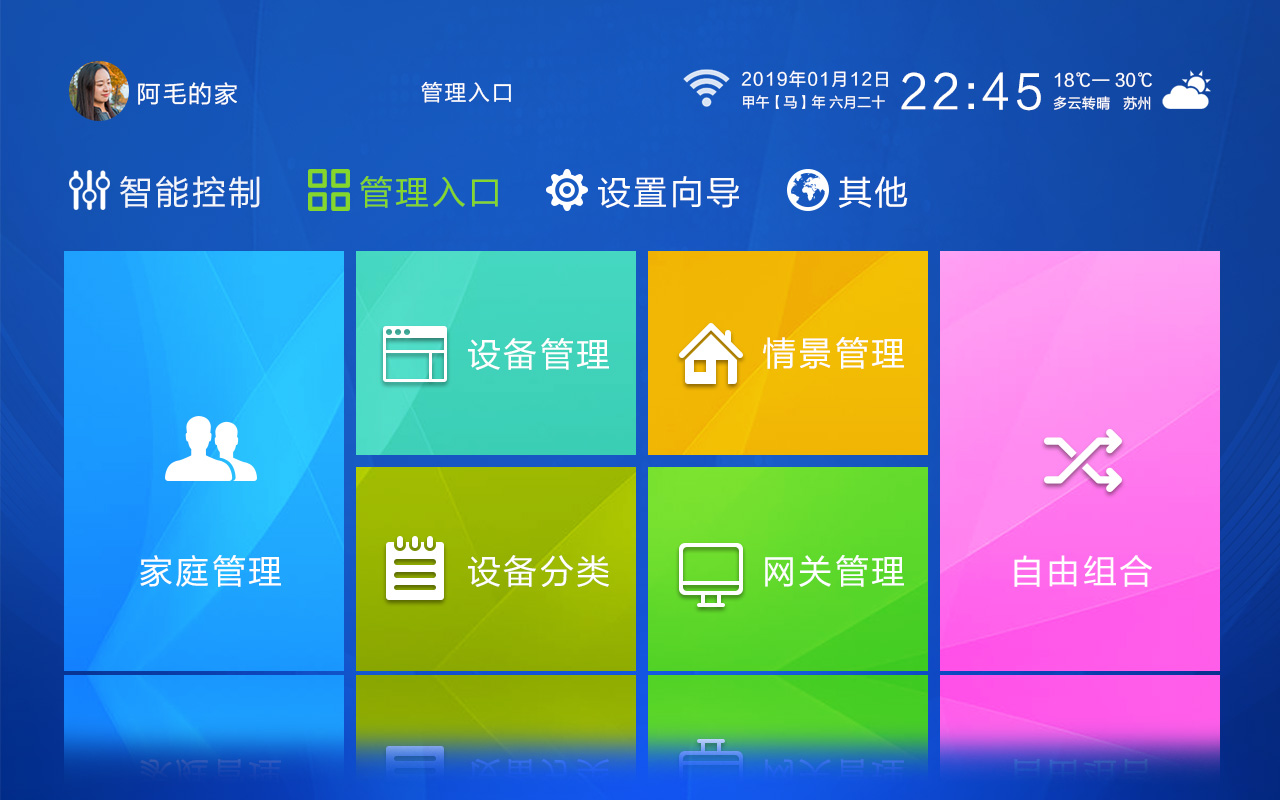 阿毛的家
管理入口
2019年01月12日
甲午【马】年 六月二十
22:45
18℃— 30℃
多云转晴 苏州
智能控制
管理入口
设置向导
其他
家庭管理
设备管理
情景管理
设备分类
网关管理
自由组合